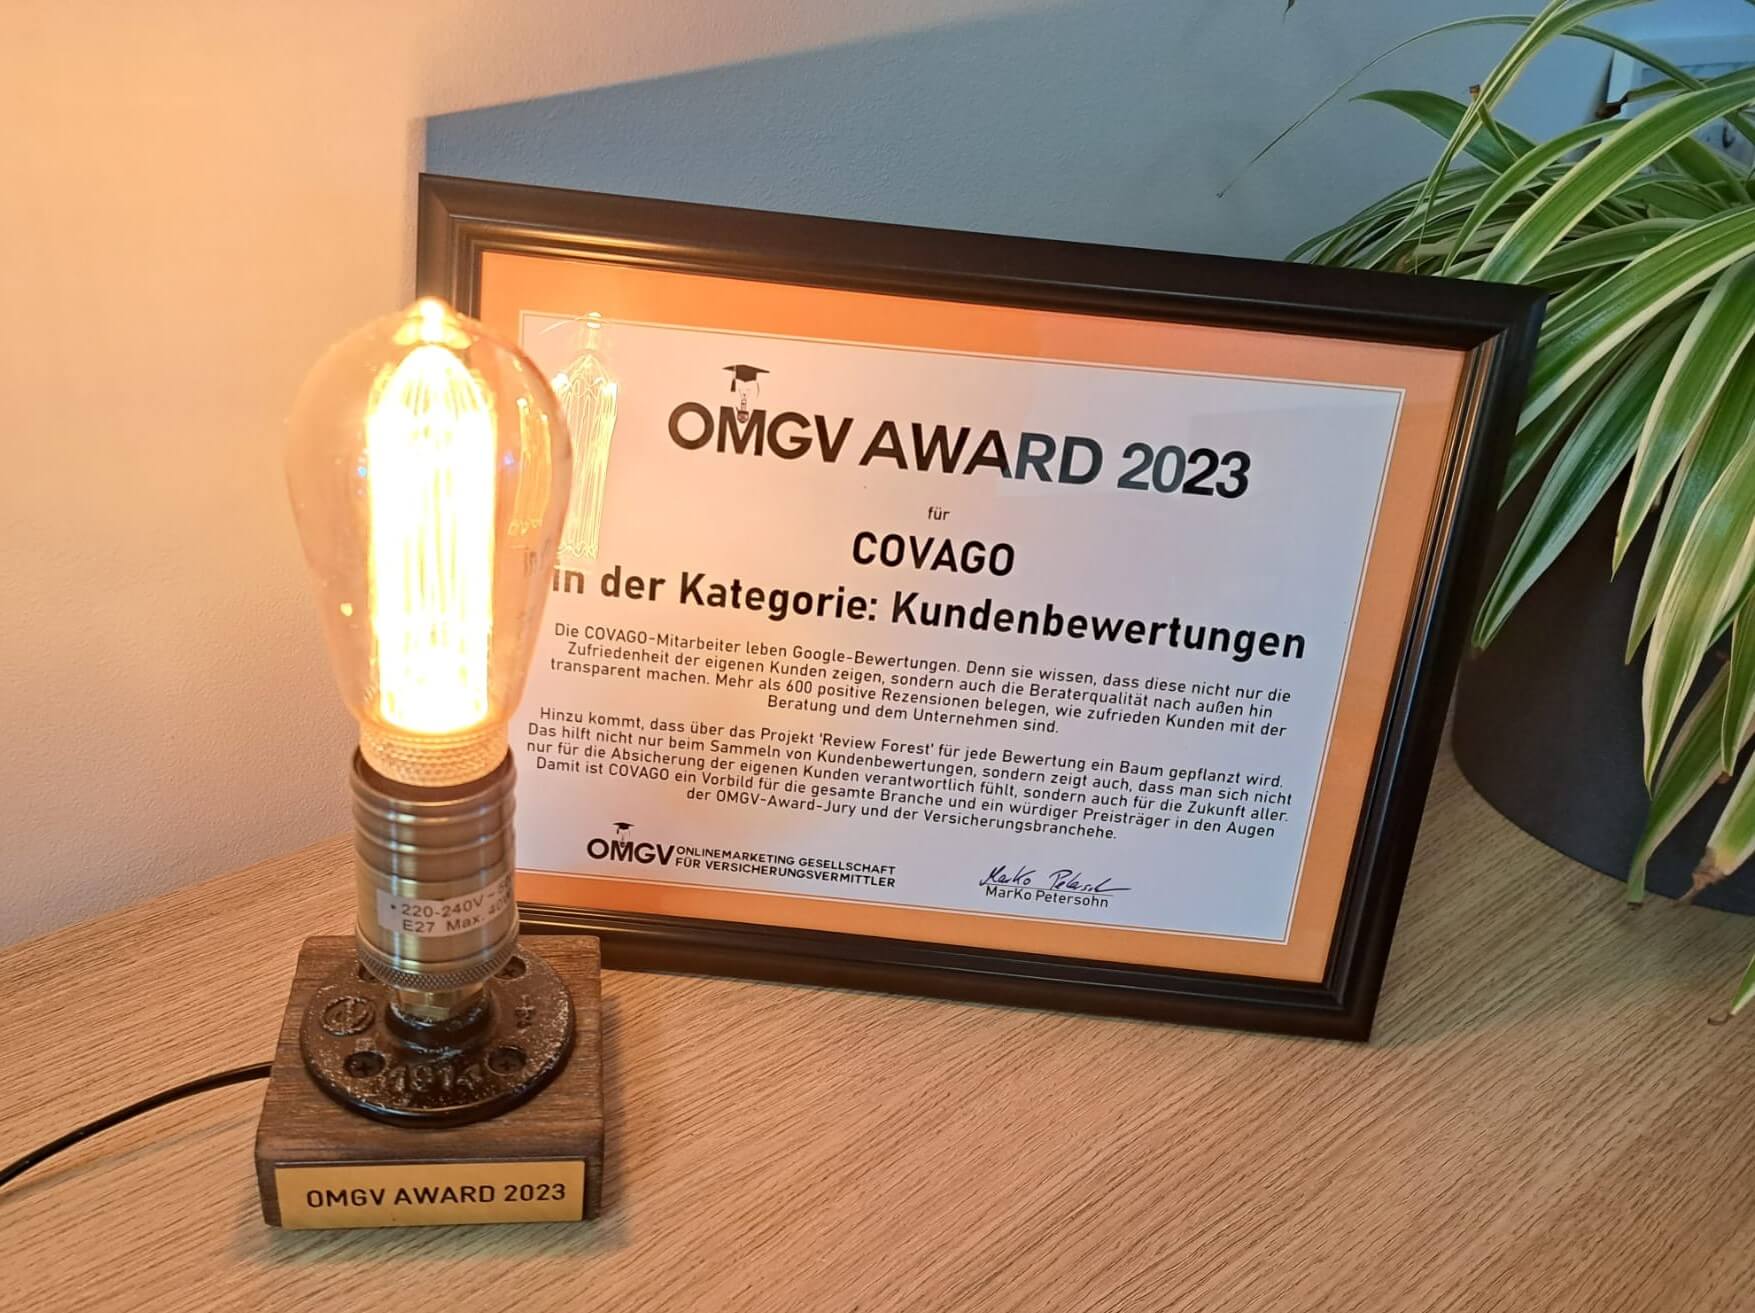 OMGV AWARD 2023
für
COVAGO
in der Kategorie: Kundenbewertungen
Die COVAGO-Mitarbeiter leben Google-Bewertungen. Denn sie wissen, dass diese nicht nur die
Zufriedenheit der eigenen Kunden zeigen, sondern auch die Beraterqualität nach außen hin
transparent machen. Mehr als 600 positive Rezensionen belegen, wie zufrieden Kunden mit der
Beratung und dem Unternehmen sind.
Hinzu kommt, dass über das Projekt 'Review Forest' für jede Bewertung ein Baum gepflanzt wird.
Das hilft nicht nur beim Sammeln von Kundenbewertungen, sondern zeigt auch, dass man sich nicht
nur für die Absicherung der eigenen Kunden verantwortlich fühlt, sondern auch für die Zukunft aller.
Damit ist COVAGO ein Vorbild für die gesamte Branche und ein würdiger Preisträger in den Augen
der OMGV-Award-Jury und der Versicherungsbranchehe.
OMGV ONLINEMARKETING GESELLSCHAFT
FÜR VERSICHERUNGSVERMITTLER
MarKo Petersohn
220-240V~
E27 Max. 40W
1914
OMGV AWARD 2023